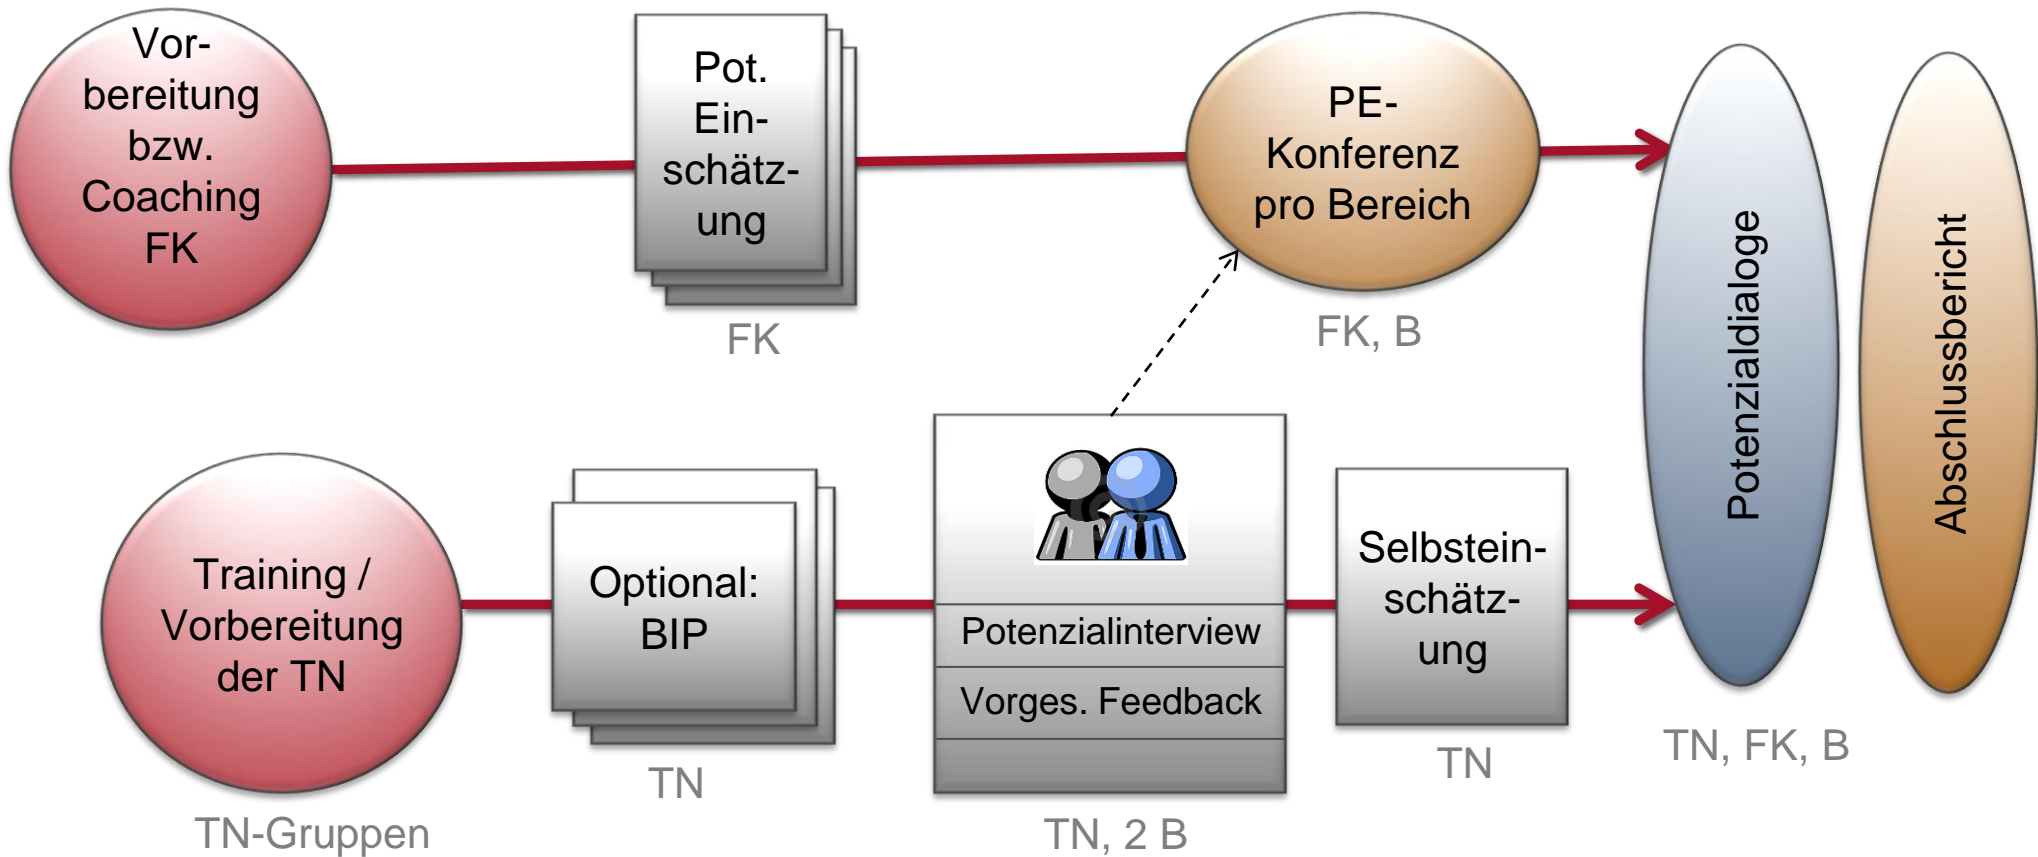 Vor-
bereitung
bzw.
Coaching
FK
Pot.
Ein-
schätz-
ung
FK
PE-
Konferenz
pro Bereich
FK, B
Training /
Vorbereitung
der TN
TN-Gruppen
Optional:
BIP
TN
Potenzialinterview
Vorges. Feedback
TN, 2 B
Selbstein-
schätz-
ung
TN
Potenzialdialoge
TN, FK, B
Abschlussbericht